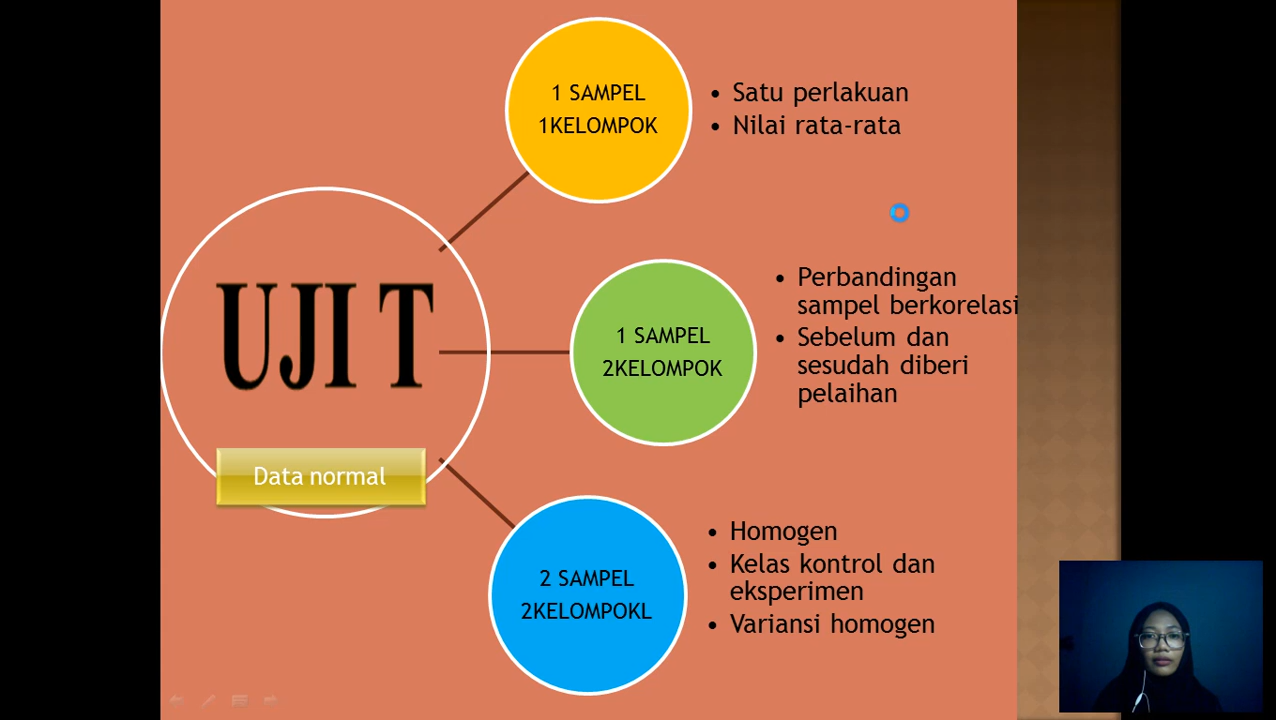 UJI T
Data normal
1 SAMPEL
1KELOMPOK
• Satu perlakuan
• Nilai rata-rata
1 SAMPEL
2KELOMPOK
• Perbandingan
sampel berkorelasi
• Sebelum dan
sesudah diberi
pelaihan
2 SAMPEL
2KELOMPOKL
• Homogen
• Kelas kontrol dan
eksperimen
• Variansi homogen